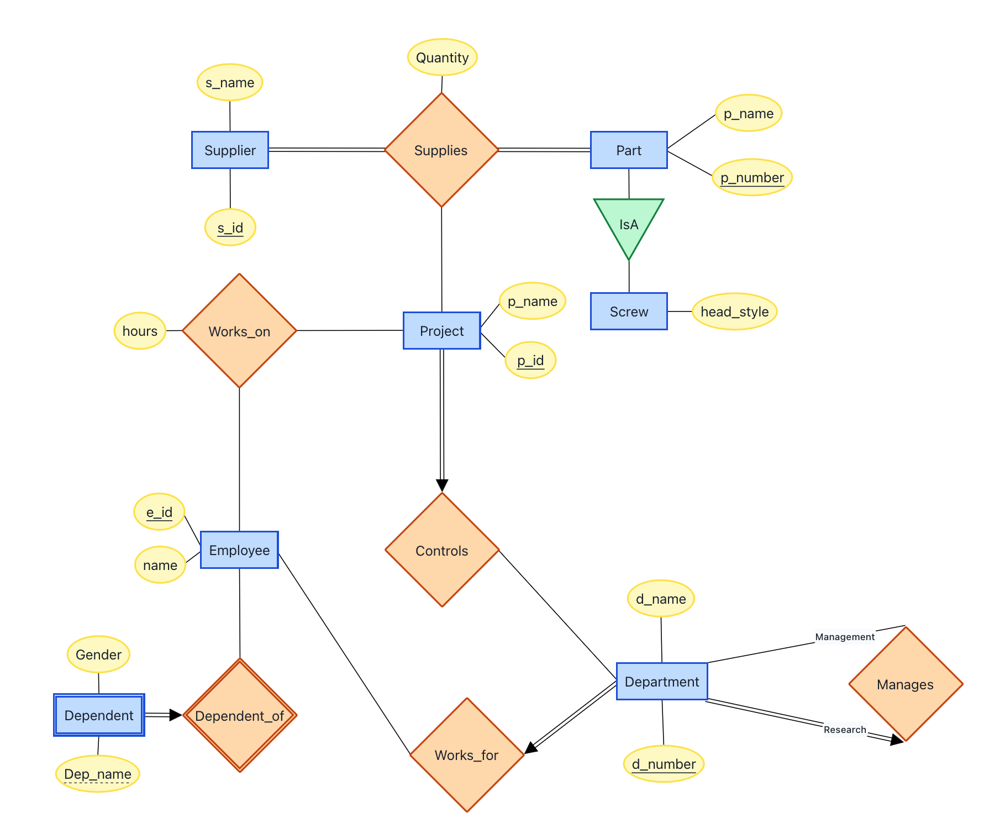 Quantity
s_name
p_name
Supplier
Supplies
Part
p_number
s_id
IsA
p_name
Screw
head_style
hours
Works_on
Project
p_id
e_id
Employee
Controls
name
d_name
Management
Gender
Department
Manages
Dependent
Dependent_of
Research
Works_for
d_number
Dep_name